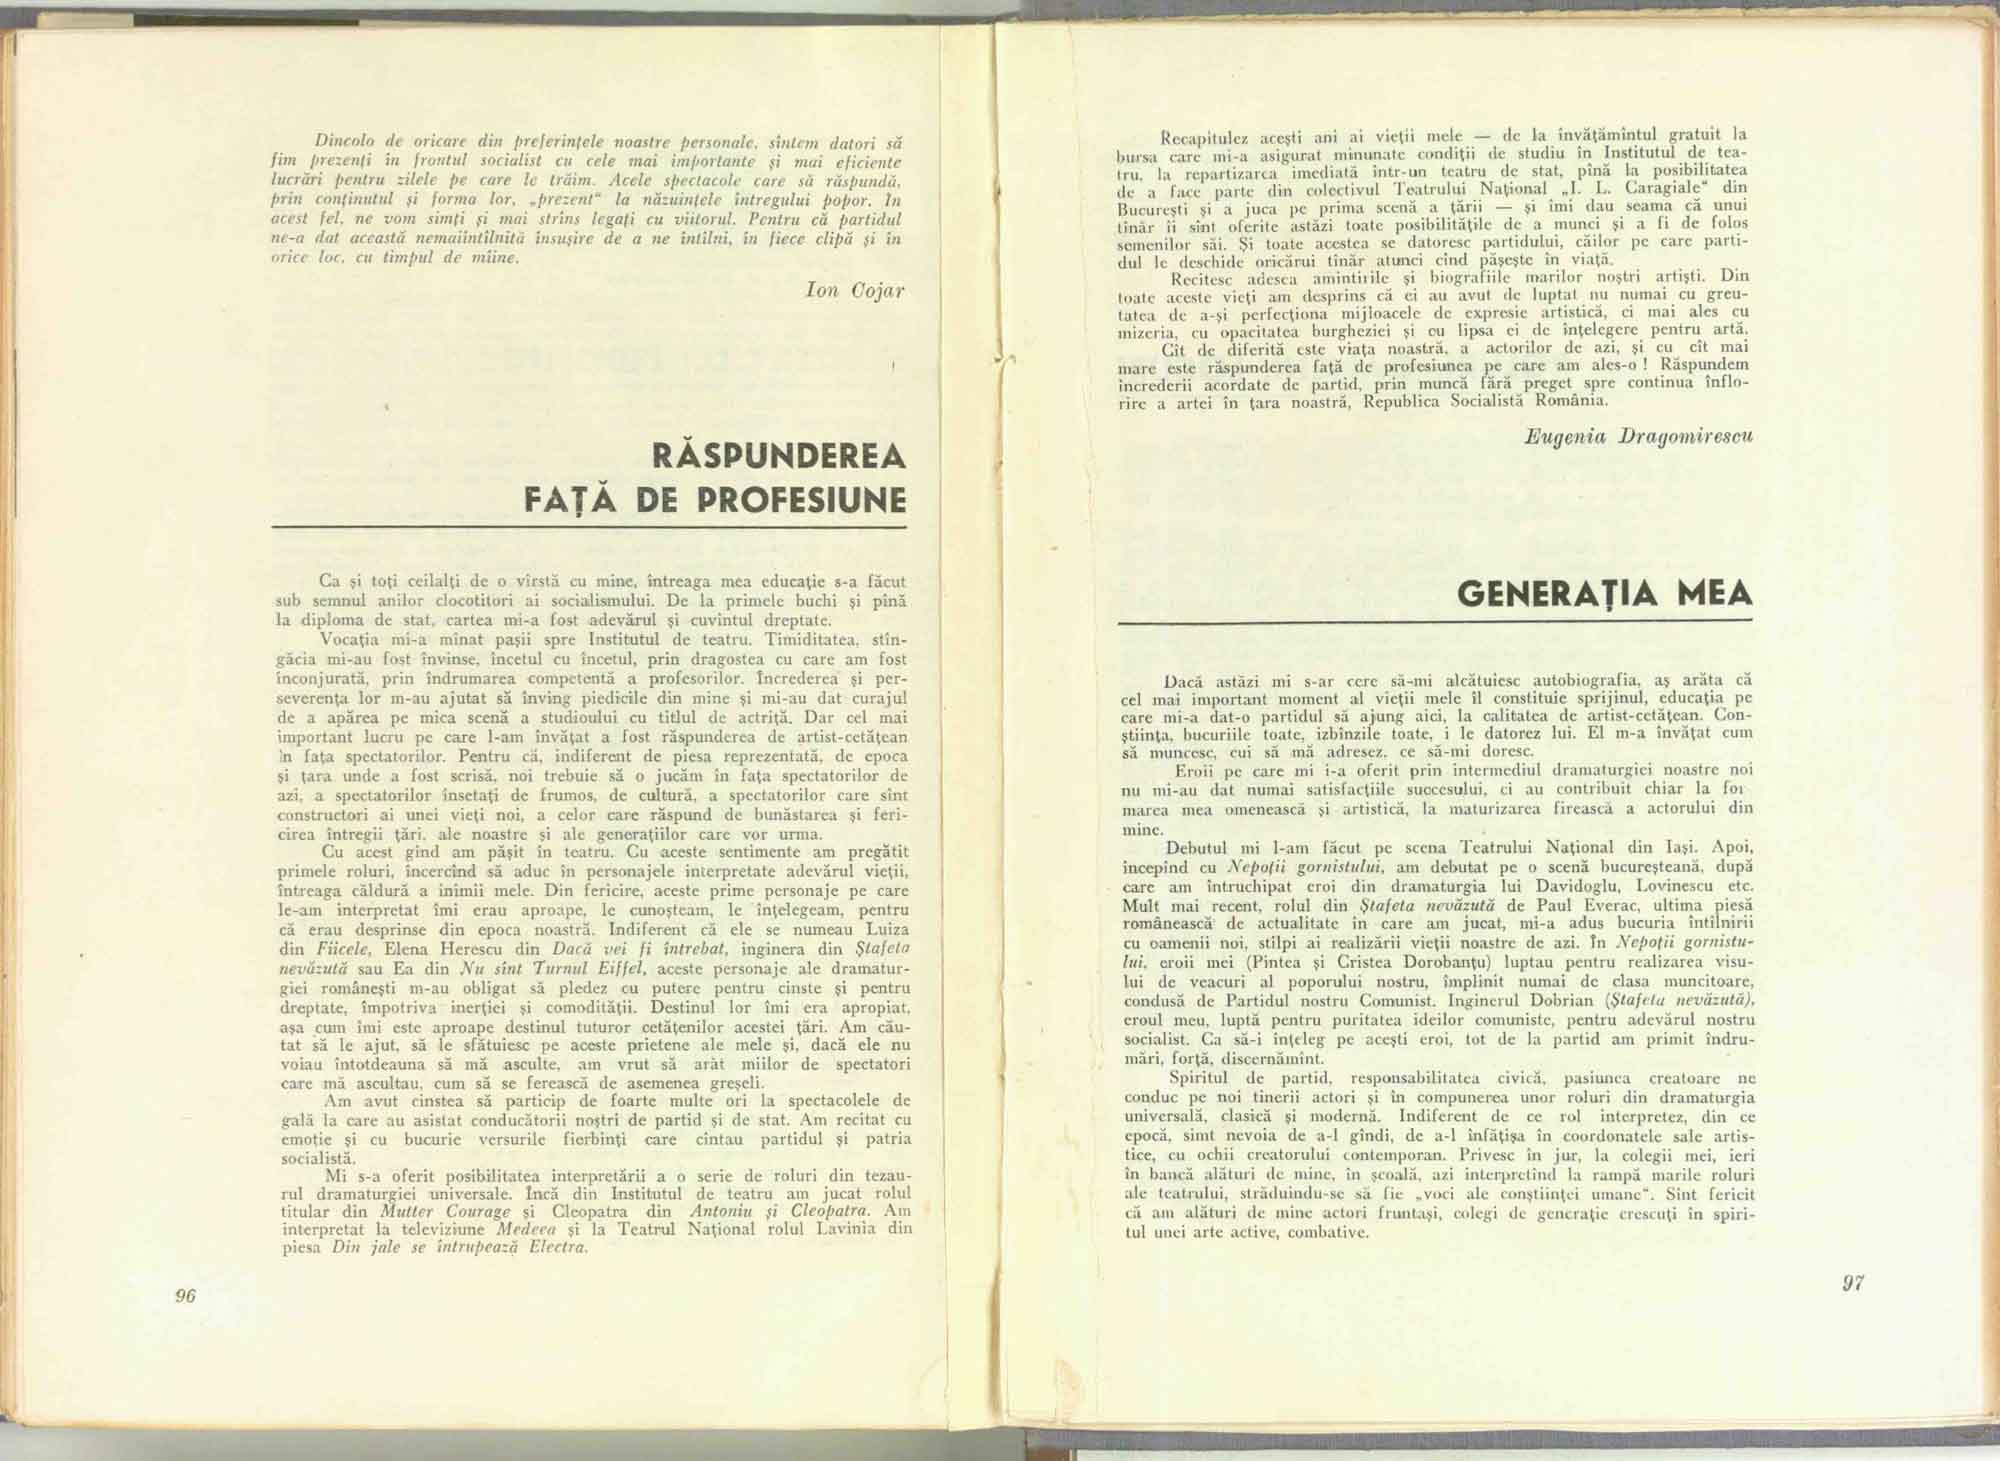 Dincolo de oricare din preferințele noastre personale, sîntem datori să
fim prezenți în frontul socialist cu cele mai importante și mai eficiente
lucrări pentru zilele pe care le trăim. Acele spectacole care să răspundă,
prin conținutul și forma lor, „prezent" la năzuințele întregului popor. In
acest fel, ne vom simți și mai strîns legați cu viitorul. Pentru că partidul
ne-a dat această nemaiîntîlnită însușire de a ne întîlni, în fiece clipă și în
orice loc, cu timpul de mîine.
Ion Cojar
RĂSPUNDEREA
FAȚĂ DE PROFESIUNE
Ca și toți ceilalți de o vîrstă cu mine, întreaga mea educație s-a făcut
sub semnul anilor clocotitori ai socialismului. De la primele buchi și pînă
la diploma de stat, cartea mi-a fost adevărul și cuvîntul dreptate.
Vocația mi-a mînat pașii spre Institutul de teatru. Timiditatea, stîn-
găcia mi-au fost învinse, încetul cu încetul, prin dragostea cu care am fost
înconjurată, prin îndrumarea competentă a profesorilor. Încrederea și per-
severența lor m-au ajutat să înving piedicile din mine și mi-au dat curajul
de a apărea pe mica scenă a studioului cu titlul de actriță. Dar cel mai
important lucru pe care l-am învățat a fost răspunderea de artist-cetățean
în fața spectatorilor. Pentru că, indiferent de piesa reprezentată, de epoca
și țara unde a fost scrisă, noi trebuie să o jucăm în fața spectatorilor de
azi, a spectatorilor însetați de frumos, de cultură, a spectatorilor care sînt
constructori ai unei vieți noi, a celor care răspund de bunăstarea și feri-
cirea întregii țări, ale noastre și ale generațiilor care vor urma.
Cu acest gînd am pășit în teatru. Cu aceste sentimente am pregătit
primele roluri, încercînd să aduc în personajele interpretate adevărul vieții,
întreaga căldură a inimii mele. Din fericire, aceste prime personaje pe care
le-am interpretat îmi erau aproape, le cunoșteam, le înțelegeam, pentru
că erau desprinse din epoca noastră. Indiferent că ele se numeau Luiza
din Fiicele, Elena Herescu din Dacă vei fi întrebat, inginera din Ștafeta
nevăzută sau Ea din Nu sînt Turnul Eiffel, aceste personaje ale dramatur-
giei românești m-au obligat să pledez cu putere pentru cinste și pentru
dreptate, împotriva inerției și comodității. Destinul lor îmi era apropiat,
așa cum îmi este aproape destinul tuturor cetățenilor acestei țări. Am cău-
tat să le ajut, să le sfătuiesc pe aceste prietene ale mele și, dacă ele nu
voiau întotdeauna să mă asculte, am vrut să arăt miilor de spectatori
care mă ascultau, cum să se ferească de asemenea greșeli.
Am avut cinstea să particip de foarte multe ori la spectacolele de
gală la care au asistat conducătorii noștri de partid și de stat. Am recitat cu
emoție și cu bucurie versurile fierbinți care cîntau partidul și patria
socialistă.
Mi s-a oferit posibilitatea interpretării a o serie de roluri din tezau-
rul dramaturgiei universale. Încă din Institutul de teatru am jucat rolul
titular din Mutter Courage și Cleopatra din Antoniu și Cleopatra. Am
interpretat la televiziune Medeea și la Teatrul Național rolul Lavinia din
piesa Din jale se întrupează Electra.
96
Recapitulez acești ani ai vieții mele — de la învățămîntul gratuit la
bursa care mi-a asigurat minunate condiții de studiu în Institutul de tea-
tru, la repartizarea imediată într-un teatru de stat, pînă la posibilitatea
de a face parte din colectivul Teatrului Național „I. L. Caragiale" din
București și a juca pe prima scenă a țării — și îmi dau seama că unui
tînăr îi sînt oferite astăzi toate posibilitățile de a munci și a fi de folos
semenilor săi. Și toate acestea se datoresc partidului, căilor pe care parti-
dul le deschide oricărui tînăr atunci cînd pășește în viață.
Recitesc adesea amintirile și biografiile marilor noștri artiști. Din
toate aceste vieți am desprins că ei au avut de luptat nu numai cu greu-
tatea de a-și perfecționa mijloacele de expresie artistică, ci mai ales cu
mizeria, cu opacitatea burgheziei și cu lipsa ei de înțelegere pentru artă.
Cît de diferită este viața noastră, a actorilor de azi, și cu cît mai
mare este răspunderea față de profesiunea pe care am ales-o ! Răspundem
încrederii acordate de partid, prin muncă fără preget spre continua înflo-
rire a artei în țara noastră, Republica Socialistă România.
Eugenia Dragomirescu
GENERAȚIA MEA
Dacă astăzi mi s-ar cere să-mi alcătuiesc autobiografia, aș arăta că
cel mai important moment al vieții mele îl constituie sprijinul, educația pe
care mi-a dat-o partidul să ajung aici, la calitatea de artist-cetățean. Con-
știința, bucuriile toate, izbînzile toate, i le datorez lui. El m-a învățat cum
să muncesc, cui să mă adresez, ce să-mi doresc.
Eroii pe care mi i-a oferit prin intermediul dramaturgiei noastre noi
nu mi-au dat numai satisfacțiile succesului, ci au contribuit chiar la for
marea mea omenească și artistică, la maturizarea firească a actorului din
mine.
Debutul mi l-am făcut pe scena Teatrului Național din Iași. Apoi,
începînd cu Nepoții gornistului, am debutat pe o scenă bucureșteană, după
care am întruchipat eroi din dramaturgia lui Davidoglu, Lovinescu etc.
Mult mai recent, rolul din Ștafeta nevăzută de Paul Everac, ultima piesă
românească de actualitate în care am jucat, mi-a adus bucuria întîlnirii
cu oamenii noi, stîlpi ai realizării vieții noastre de azi. În Nepoții gornistu-
lui, eroii mei (Pintea și Cristea Dorobanțu) luptau pentru realizarea visu-
lui de veacuri al poporului nostru, împlinit numai de clasa muncitoare,
condusă de Partidul nostru Comunist. Inginerul Dobrian (Ștafeta nevăzută),
eroul meu, luptă pentru puritatea ideilor comuniste, pentru adevărul nostru
socialist. Ca să-i înțeleg pe acești eroi, tot de la partid am primit îndru-
mări, forță, discernămînt.
Spiritul de partid, responsabilitatea civică, pasiunea creatoare ne
conduc pe noi tinerii actori și în compunerea unor roluri din dramaturgia
universală, clasică și modernă. Indiferent de ce rol interpretez, din ce
epocă, simt nevoia de a-l gîndi, de a-l înfățișa în coordonatele sale artis-
tice, cu ochii creatorului contemporan. Privesc în jur, la colegii mei, ieri
în bancă alături de mine, în școală, azi interpretînd la rampă marile roluri
ale teatrului, străduindu-se să fie „voci ale conștiinței umane". Sînt fericit
că am alături de mine actori fruntași, colegi de generație crescuți în spiri-
tul unei arte active, combative.
97